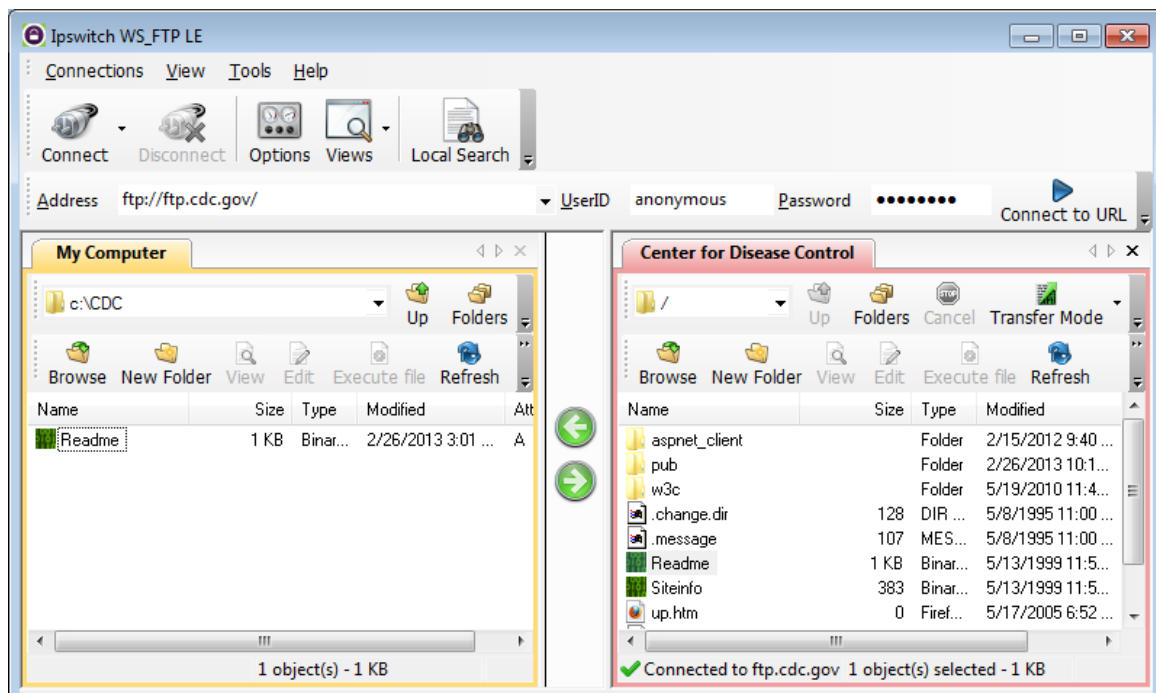 Ipswitch WS_FTP LE
Connections View Tools Help
Connect Disconnect Options Views Local Search
Address ftp://ftp.cdc.gov/ UserID anonymous Password •••••••• Connect to URL
My Computer
c:\CDC Up Folders
Browse New Folder View Edit Execute file Refresh
Name Size Type Modified Att
Readme 1 KB Binar... 2/26/2013 3:01 ... A
1 object(s) - 1 KB
Center for Disease Control
/ Up Folders STOP Cancel Transfer Mode
Browse New Folder View Edit Execute file Refresh
Name Size Type Modified
aspnet_client Folder 2/15/2012 9:40 ...
pub Folder 2/26/2013 10:1...
w3c Folder 5/19/2010 11:4...
.change.dir 128 DIR ... 5/8/1995 11:00 ...
.message 107 MES... 5/8/1995 11:00 ...
Readme 1 KB Binar... 5/13/1999 11:5...
Siteinfo 383 Binar... 5/13/1999 11:5...
up.htm 0 Firef... 5/17/2005 6:52 ...
Connected to ftp.cdc.gov 1 object(s) selected - 1 KB